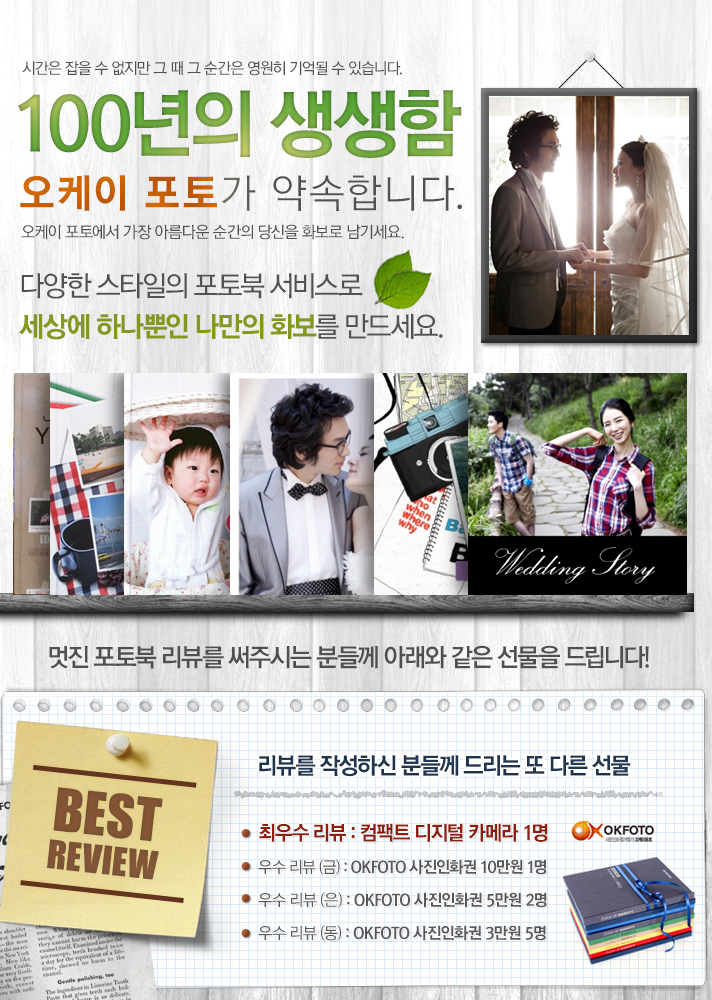 시간은 잡을 수 없지만 그 때 그 순간은 영원히 기억될 수 있습니다.
100년의 생생함
오케이 포토가 약속합니다.
오케이 포토에서 가장 아름다운 순간의 당신을 화보로 남기세요.
다양한 스타일의 포토북 서비스로
세상에 하나뿐인 나만의 화보를 만드세요.
what
who
when
where
why
Wedding Story
멋진 포토북 리뷰를 써주시는 분들께 아래와 같은 선물을 드립니다!
리뷰를 작성하신 분들께 드리는 또 다른 선물
BEST
REVIEW
최우수 리뷰 : 컴팩트 디지털 카메라 1명
OKFOTO
우수 리뷰 (금) : OKFOTO 사진인화권 10만원 1명
우수 리뷰 (은) : OKFOTO 사진인화권 5만원 2명
우수 리뷰 (동) : OKFOTO 사진인화권 3만원 5명
Gentle polishing, too